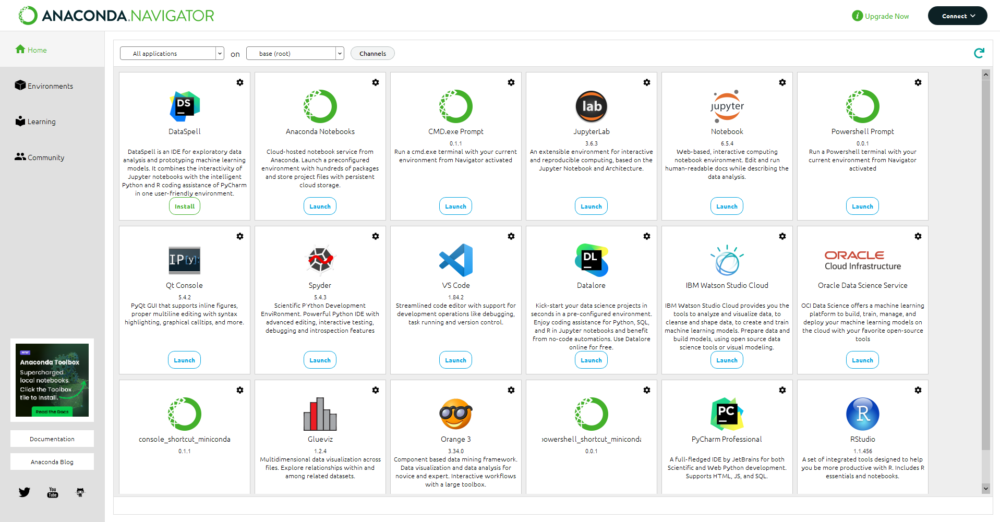 ANACONDA.NAVIGATOR
i Upgrade Now
Connect
Home
Environments
Learning
Community
All applications
on
base (root)
Channels
DS
DataSpell
DataSpell is an IDE for exploratory data
analysis and prototyping machine learning
models. It combines the interactivity of
Jupyter notebooks with the intelligent
Python and R coding assistance of PyCharm
in one user-friendly environment.
Install
Anaconda Notebooks
Cloud-hosted notebook service from
Anaconda. Launch a preconfigured
environment with hundreds of packages
and store project files with persistent
cloud storage.
Launch
CMD.exe Prompt
0.1.1
Run a cmd.exe terminal with your current
environment from Navigator activated
Launch
lab
JupyterLab
3.6.3
An extensible environment for interactive
and reproducible computing, based on the
Jupyter Notebook and Architecture.
Launch
jupyter
Notebook
6.5.4
Web-based, interactive computing
notebook environment. Edit and run
human-readable docs while describing the
data analysis.
Launch
Powershell Prompt
0.0.1
Run a Powershell terminal with your
current environment from Navigator
activated
Launch
IP[y]:
Qt Console
5.4.2
PyQt GUI that supports inline figures,
proper multiline editing with syntax
highlighting, graphical calltips, and more.
Launch
Spyder
5.4.3
Scientific PYthon Development
EnviRonment. Powerful Python IDE with
advanced editing, interactive testing,
debugging and introspection features
Launch
VS Code
1.84.2
Streamlined code editor with support for
development operations like debugging,
task running and version control.
Launch
DL
Datalore
Kick-start your data science projects in
seconds in a pre-configured environment.
Enjoy coding assistance for Python, SQL,
and R in Jupyter notebooks and benefit
from no-code automations. Use Datalore
online for free.
Launch
IBM Watson Studio Cloud
IBM Watson Studio Cloud provides you the
tools to analyze and visualize data, to
cleanse and shape data, to create and train
machine learning models. Prepare data and
build models, using open source data
science tools or visual modeling.
Launch
ORACLE
Cloud Infrastructure
Oracle Data Science Service
OCI Data Science offers a machine learning
platform to build, train, manage, and
deploy your machine learning models on
the cloud with your favorite open-source
tools
Launch
console_shortcut_miniconda
0.1.1
Glueviz
1.2.4
Multidimensional data visualization across
files. Explore relationships within and
among related datasets.
Orange 3
3.34.0
Component based data mining framework.
Data visualization and data analysis for
novice and expert. Interactive workflows
with a large toolbox.
powershell_shortcut_miniconda
0.0.1
PC
PyCharm Professional
A full-fledged IDE by JetBrains for both
Scientific and Web Python development.
Supports HTML, JS, and SQL.
R
RStudio
1.1.456
A set of integrated tools designed to help
you be more productive with R. Includes R
essentials and notebooks.
NEW
Anaconda Toolbox
Supercharged
local notebooks.
Click the Toolbox
tile to Install.
Read the Docs
Documentation
Anaconda Blog
You
Tube